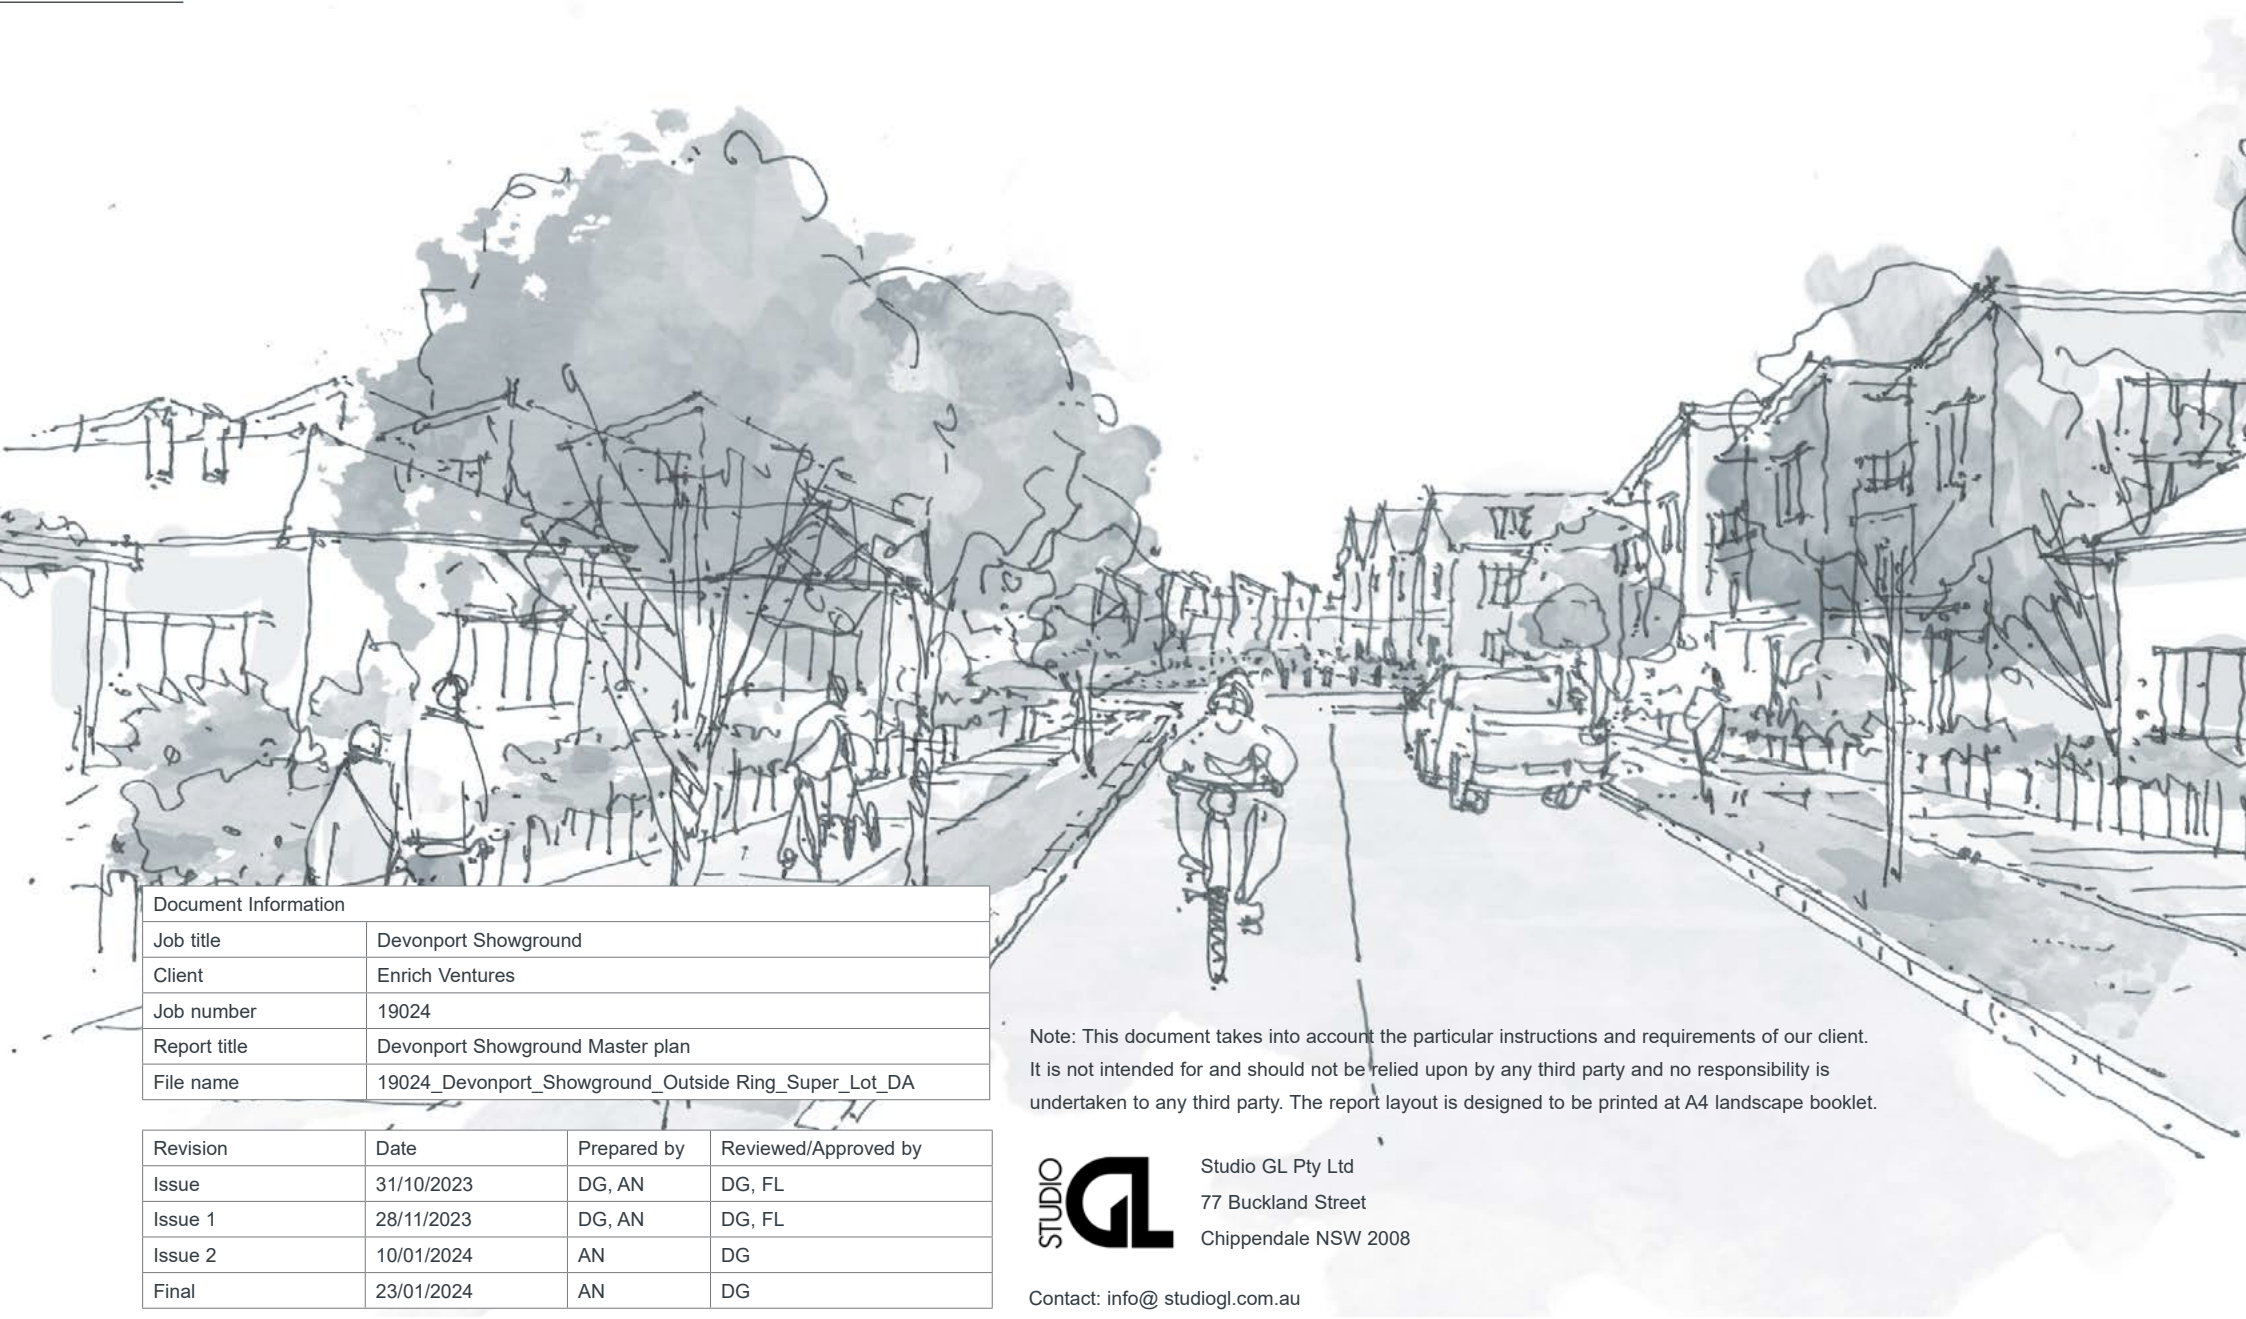 Document Information
Job title Devonport Showground
Client Enrich Ventures
Job number 19024
Report title Devonport Showground Master plan
File name 19024_Devonport_Showground_Outside Ring_Super_Lot_DA
Revision Date Prepared by Reviewed/Approved by
Issue 31/10/2023 DG, AN DG, FL
Issue 1 28/11/2023 DG, AN DG, FL
Issue 2 10/01/2024 AN DG
Final 23/01/2024 AN DG
Note: This document takes into account the particular instructions and requirements of our client.
It is not intended for and should not be relied upon by any third party and no responsibility is
undertaken to any third party. The report layout is designed to be printed at A4 landscape booklet.
STUDIO
GL
Studio GL Pty Ltd
77 Buckland Street
Chippendale NSW 2008
Contact: info@ studiogl.com.au